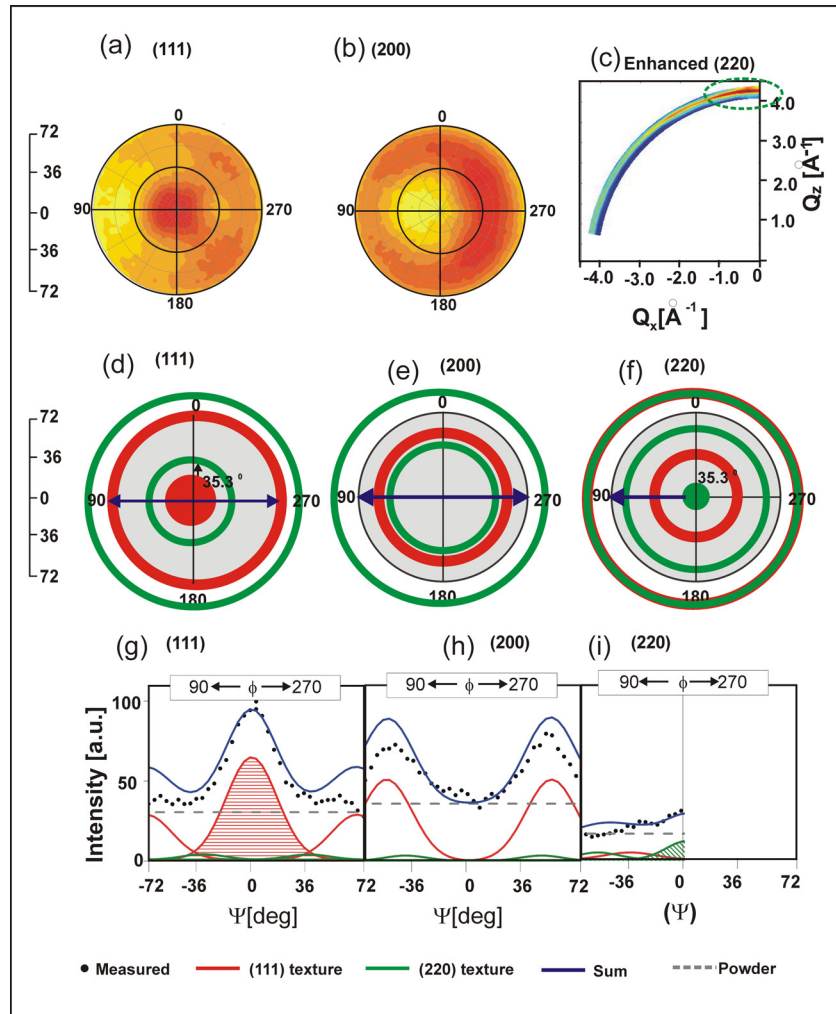 (a) (111)
(b) (200)
(c) Enhanced (220)
72
36
0
36
72
0
90
270
180
0
90
270
180
4.0
3.0
2.0
1.0
Qz [Å-1]
-4.0 -3.0 -2.0 -1.0 0
Qx[Å-1]
(d) (111)
(e) (200)
(f) (220)
72
36
0
36
72
0
35.3 0
90
270
180
0
90
270
180
0
35.3 0
90
270
180
(g) (111)
(h) (200)
(i) (220)
90 ϕ 270
90 ϕ 270
90 ϕ 270
Intensity [a.u.]
100
50
0
-72 -36 0 36 72
-36 0 36 72
-36 0 36 72
Ψ[deg]
Ψ[deg]
(Ψ)
Measured (111) texture (220) texture Sum Powder